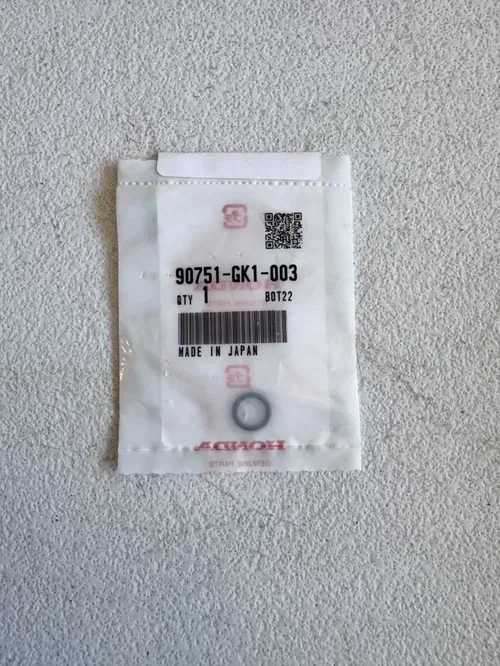 90751-GK1-003
QTY 1 BOT22
MADE IN JAPAN
HONDA
GENUINE PARTS